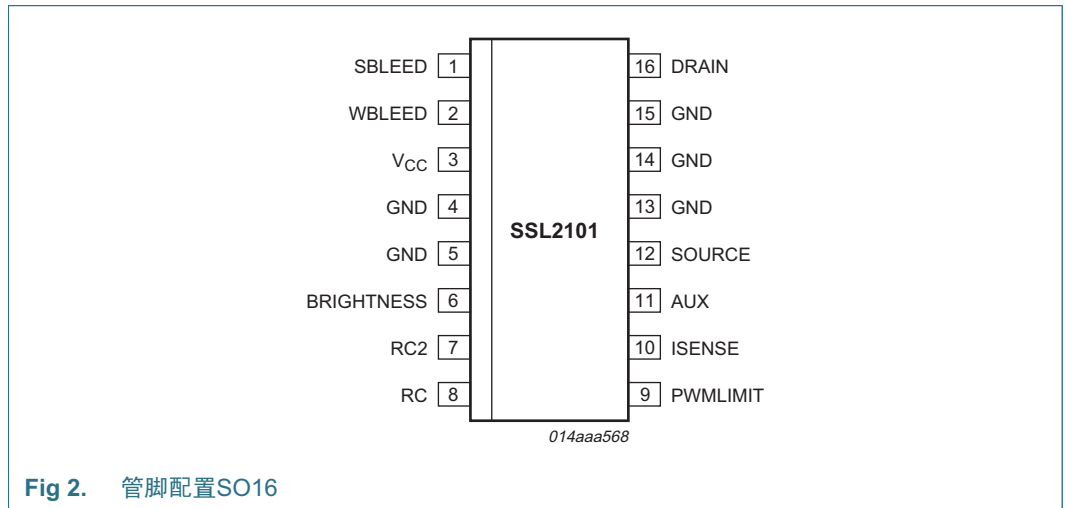 SBLEED 1
16 DRAIN
WBLEED 2
15 GND
VCC 3
14 GND
GND 4
13 GND
SSL2101
GND 5
12 SOURCE
BRIGHTNESS 6
11 AUX
RC2 7
10 ISENSE
RC 8
9 PWMLIMIT
014aaa568
Fig 2. 管脚配置SO16